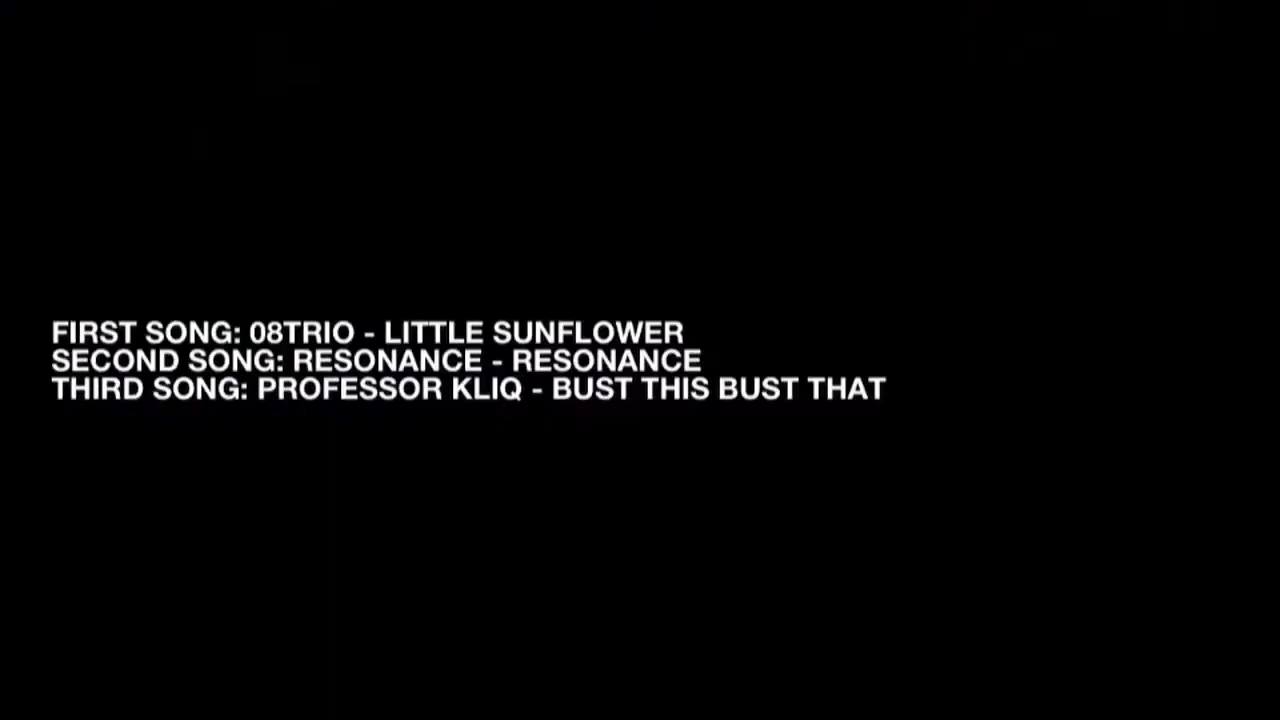 FIRST SONG: 08TRIO - LITTLE SUNFLOWER
SECOND SONG: RESONANCE - RESONANCE
THIRD SONG: PROFESSOR KLIQ - BUST THIS BUST THAT